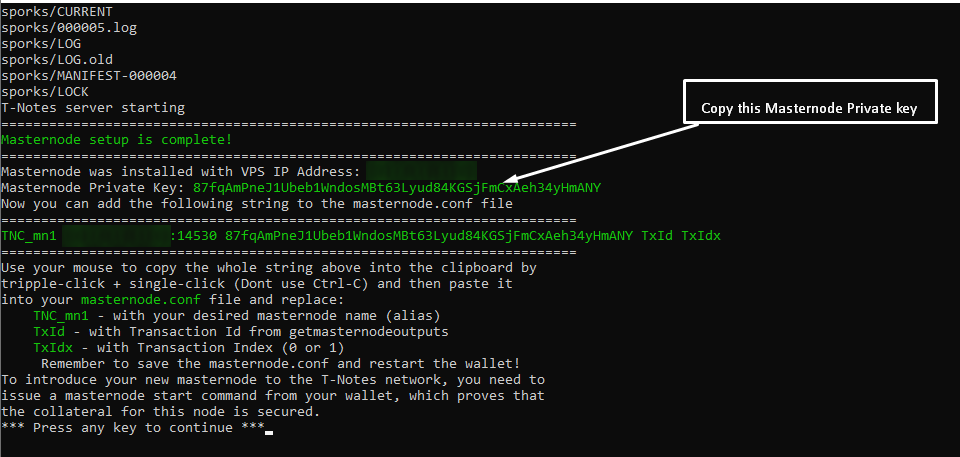 sporks/CURRENT
sporks/000005.log
sporks/LOG
sporks/LOG.old
sporks/MANIFEST-000004
sporks/LOCK
T-Notes server starting
Copy this Masternode Private key
========================================================================
Masternode setup is complete!
========================================================================
Masternode was installed with VPS IP Address:
Masternode Private Key: 87fqAmPneJ1Ubeb1WndosMBt63Lyud84KGSjFmCxAeh34yHmANY
Now you can add the following string to the masternode.conf file
========================================================================
TNC_mn1 :14530 87fqAmPneJ1Ubeb1WndosMBt63Lyud84KGSjFmCxAeh34yHmANY TxId TxIdx
========================================================================
Use your mouse to copy the whole string above into the clipboard by
tripple-click + single-click (Dont use Ctrl-C) and then paste it
into your masternode.conf file and replace:
TNC_mn1 - with your desired masternode name (alias)
TxId - with Transaction Id from getmasternodeoutputs
TxIdx - with Transaction Index (0 or 1)
Remember to save the masternode.conf and restart the wallet!
To introduce your new masternode to the T-Notes network, you need to
issue a masternode start command from your wallet, which proves that
the collateral for this node is secured.
*** Press any key to continue ***